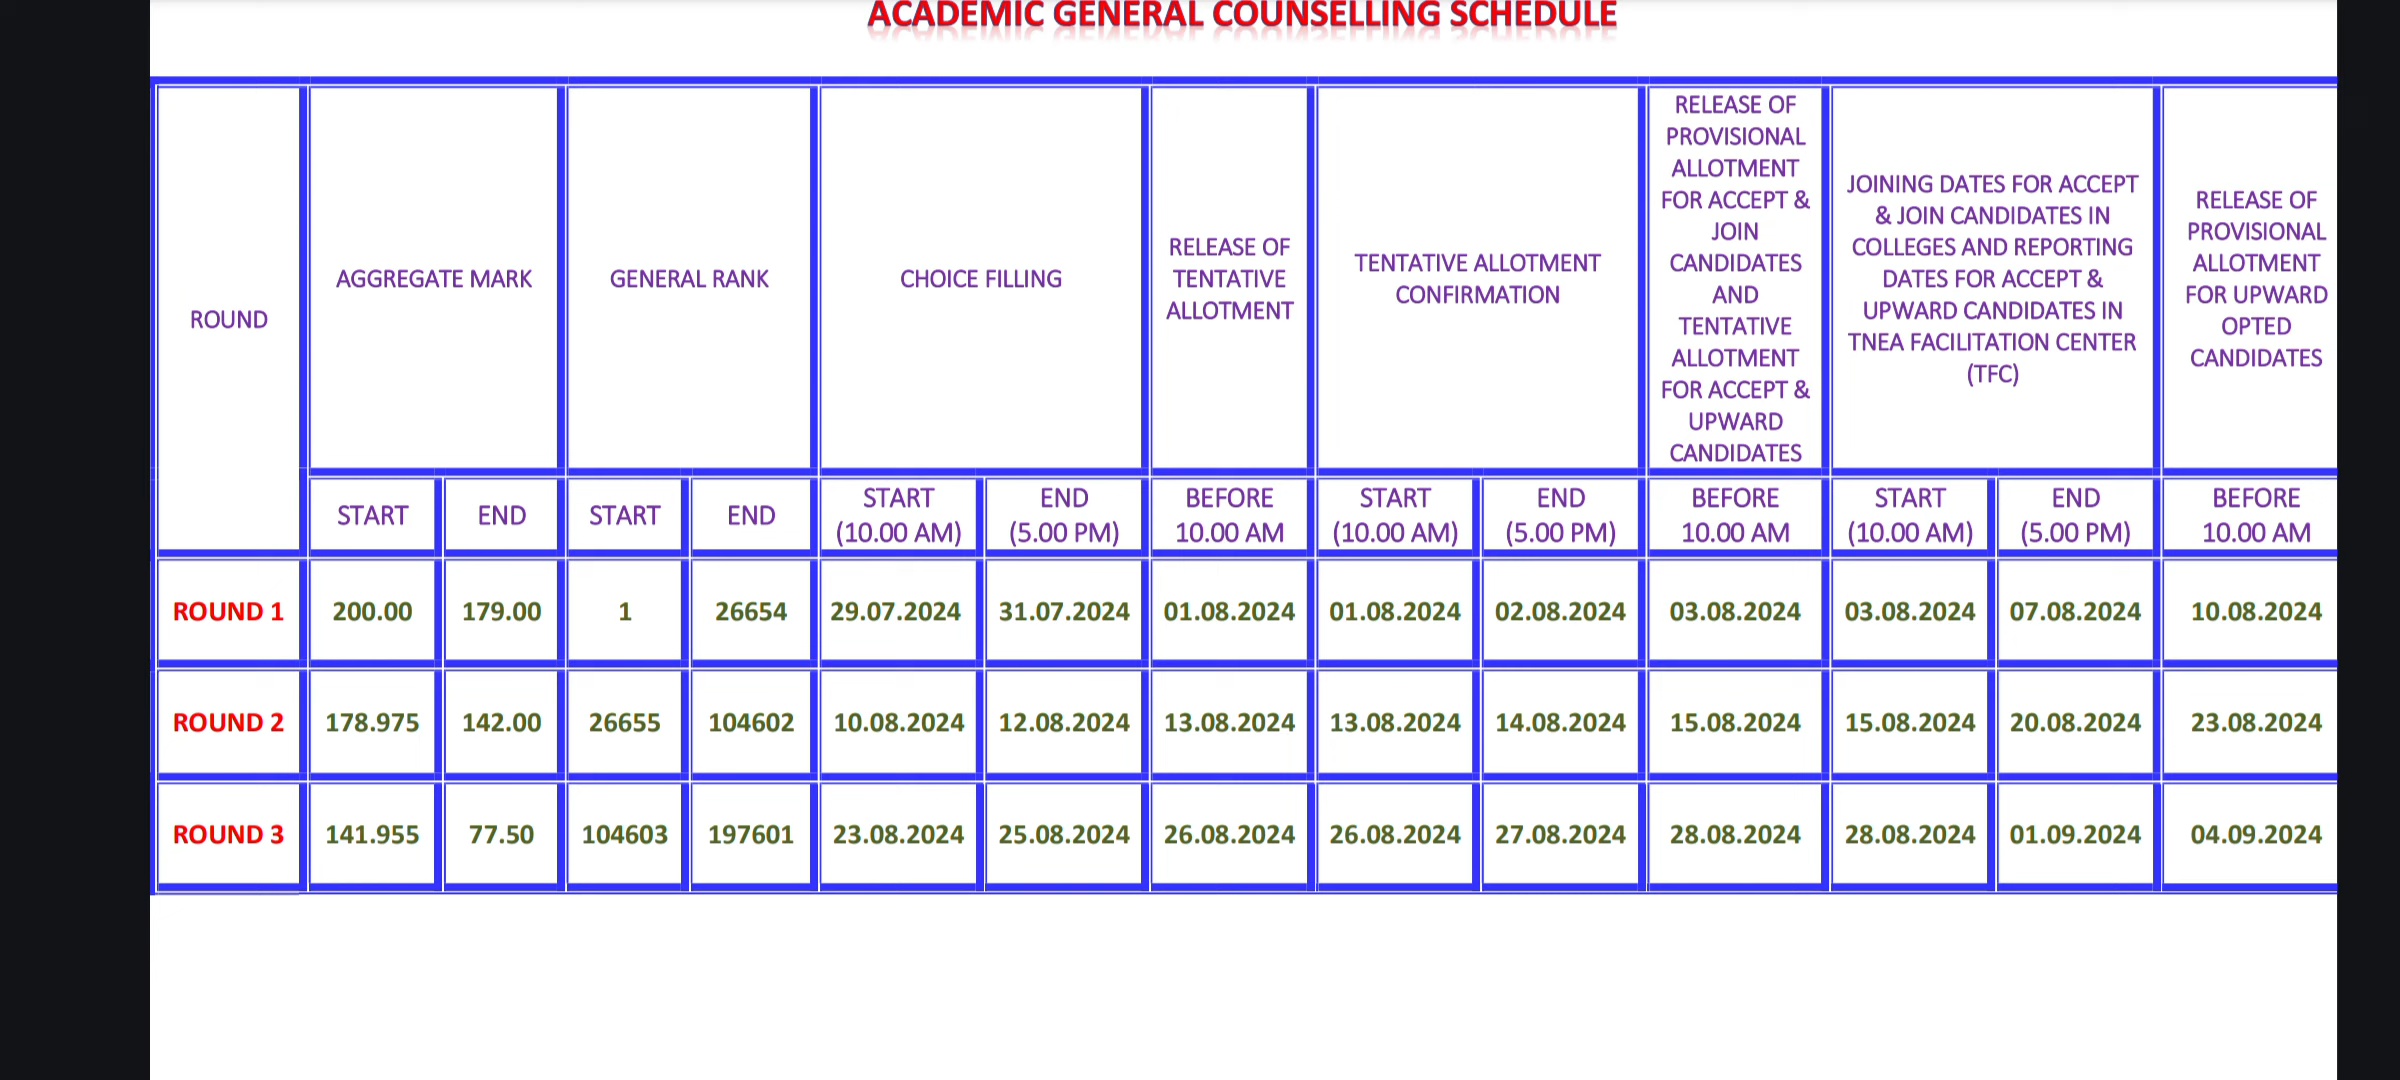 ACADEMIC GENERAL COUNSELLING SCHEDULE
ROUND
AGGREGATE MARK
GENERAL RANK
CHOICE FILLING
RELEASE OF
TENTATIVE
ALLOTMENT
TENTATIVE ALLOTMENT
CONFIRMATION
RELEASE OF
PROVISIONAL
ALLOTMENT
FOR ACCEPT &
JOIN
CANDIDATES
AND
TENTATIVE
ALLOTMENT
FOR ACCEPT &
UPWARD
CANDIDATES
JOINING DATES FOR ACCEPT
& JOIN CANDIDATES IN
COLLEGES AND REPORTING
DATES FOR ACCEPT &
UPWARD CANDIDATES IN
TNEA FACILITATION CENTER
(TFC)
RELEASE OF
PROVISIONAL
ALLOTMENT
FOR UPWARD
OPTED
CANDIDATES
START
END
START
END
START
(10.00 AM)
END
(5.00 PM)
BEFORE
10.00 AM
START
(10.00 AM)
END
(5.00 PM)
BEFORE
10.00 AM
START
(10.00 AM)
END
(5.00 PM)
BEFORE
10.00 AM
ROUND 1 200.00 179.00 1 26654 29.07.2024 31.07.2024 01.08.2024 01.08.2024 02.08.2024 03.08.2024 03.08.2024 07.08.2024 10.08.2024
ROUND 2 178.975 142.00 26655 104602 10.08.2024 12.08.2024 13.08.2024 13.08.2024 14.08.2024 15.08.2024 15.08.2024 20.08.2024 23.08.2024
ROUND 3 141.955 77.50 104603 197601 23.08.2024 25.08.2024 26.08.2024 26.08.2024 27.08.2024 28.08.2024 28.08.2024 01.09.2024 04.09.2024